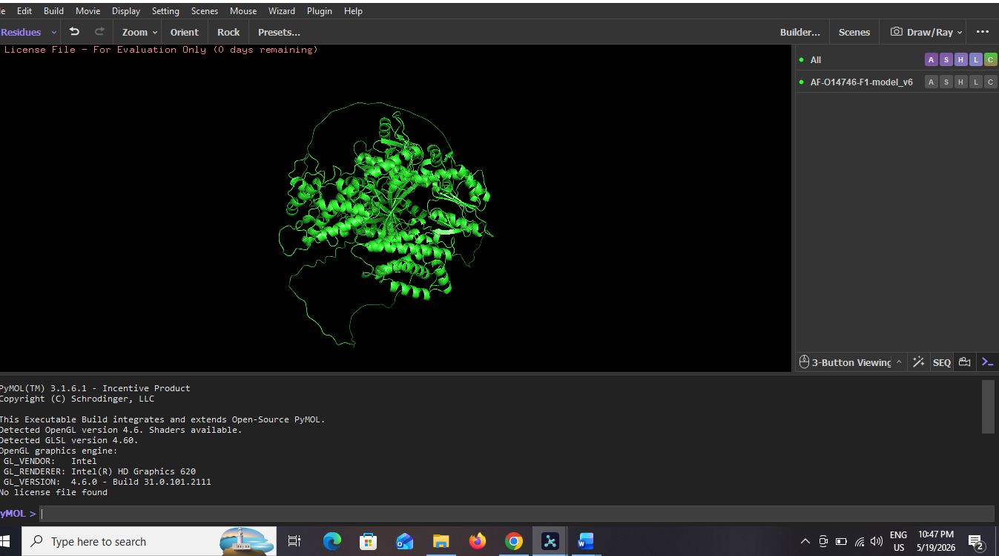 le Edit Build Movie Display Setting Scenes Mouse Wizard Plugin Help
Residues Zoom Orient Rock Presets... Builder... Scenes Draw/Ray
License File - For Evaluation Only (0 days remaining)
All A S H L C
AF-O14746-F1-model_v6 A S H L C
3-Button Viewing SEQ
PyMOL(TM) 3.1.6.1 - Incentive Product
Copyright (C) Schrodinger, LLC
This Executable Build integrates and extends Open-Source PyMOL.
Detected OpenGL version 4.6. Shaders available.
Detected GLSL version 4.60.
OpenGL graphics engine:
GL_VENDOR: Intel
GL_RENDERER: Intel(R) HD Graphics 620
GL_VERSION: 4.6.0 - Build 31.0.101.2111
No license file found
yMOL >
Type here to search
ENG
US
10:47 PM
5/19/2026
2